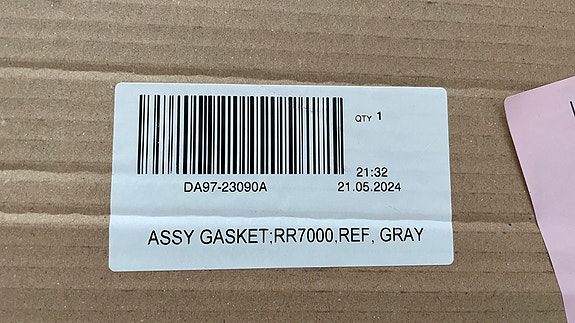 QTY 1
21:32
DA97-23090A 21.05.2024
ASSY GASKET;RR7000,REF, GRAY